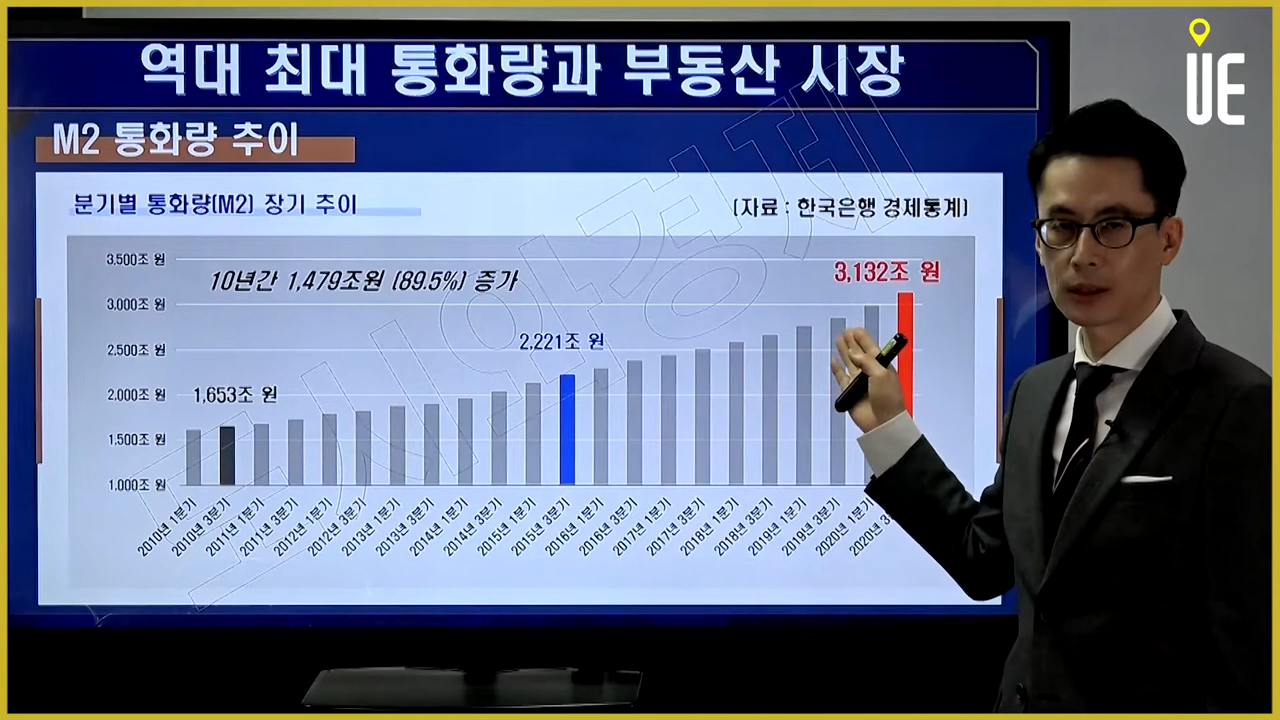 역대 최대 통화량과 부동산 시장
UE
M2 통화량 추이
분기별 통화량(M2) 장기 추이
(자료 : 한국은행 경제통계)
3,500조 원
10년간 1,479조원 (89.5%) 증가
3,132조 원
3,000조 원
2,221조 원
2,500조 원
1,653조 원
2,000조 원
1,500조 원
1,000조 원
2010년 1분기
2010년 3분기
2011년 1분기
2011년 3분기
2012년 1분기
2012년 3분기
2013년 1분기
2013년 3분기
2014년 1분기
2014년 3분기
2015년 1분기
2015년 3분기
2016년 1분기
2016년 3분기
2017년 1분기
2017년 3분기
2018년 1분기
2018년 3분기
2019년 1분기
2019년 3분기
2020년 1분기
2020년
도시와경제